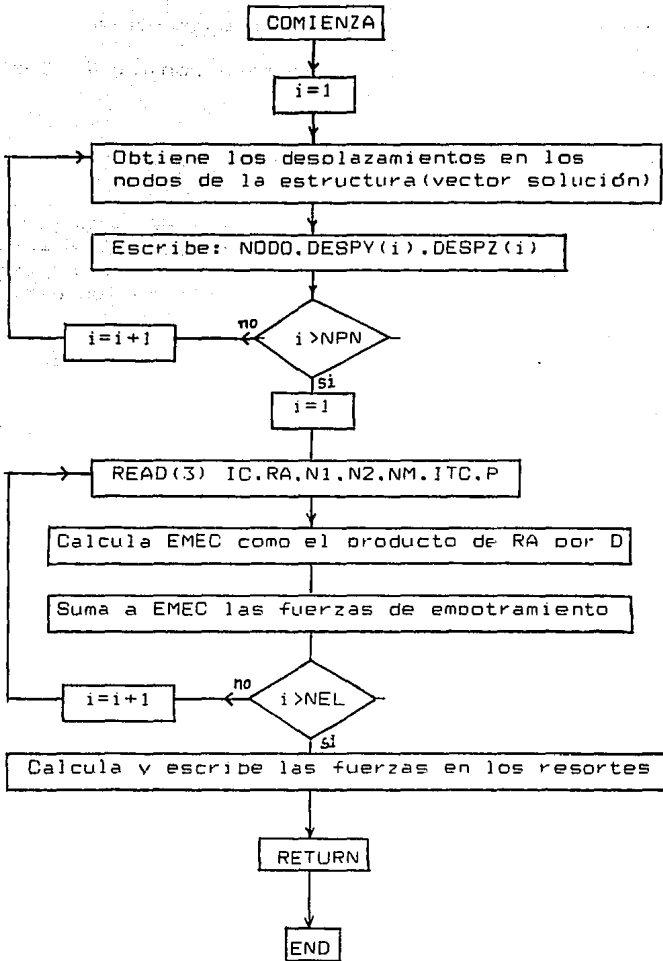 COMIENZA
i=1
Obtiene los desolazamientos en los
nodos de la estructura(vector solución)
Escribe: NODO.DESPY(i).DESPZ(i)
i=i+1
no
i>NPN
si
i=1
READ(3) IC.RA.N1.N2.NM.ITC.P
Calcula EMEC como el producto de RA por D
Suma a EMEC las fuerzas de empotramiento
i=i+1
no
i>NEL
si
Calcula y escribe las fuerzas en los resortes
RETURN
END